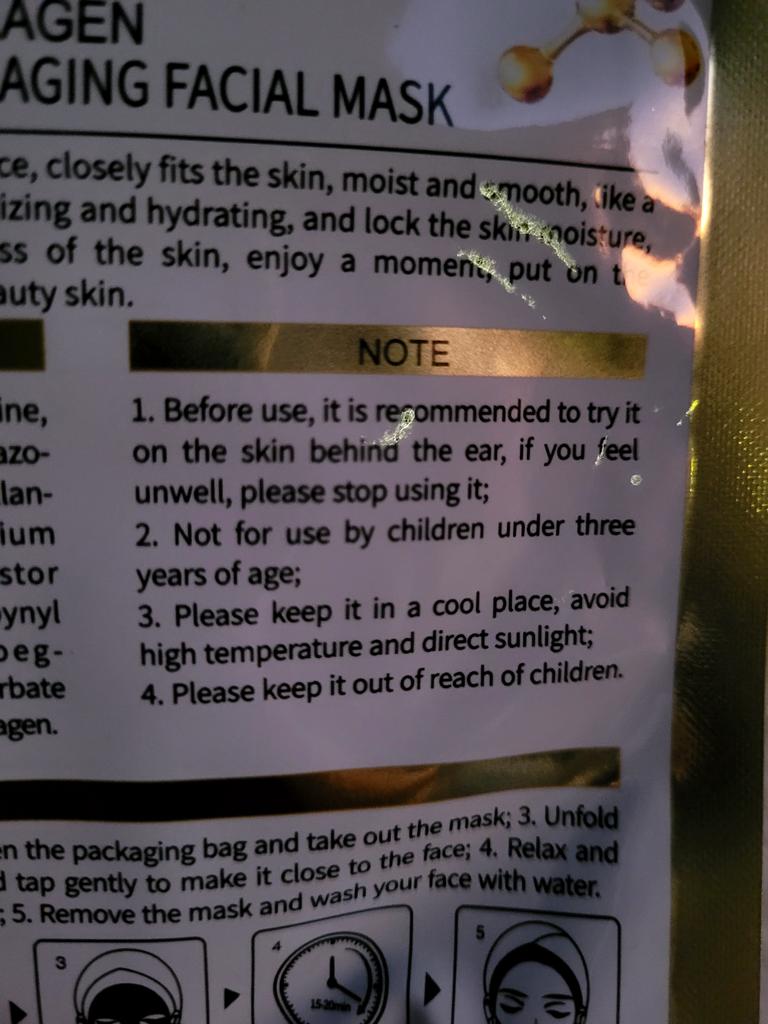 AGEN
AGING FACIAL MASK
ce, closely fits the skin, moist and smooth, like a
izing and hydrating, and lock the skin moisture,
ss of the skin, enjoy a moment, put on the
auty skin.
NOTE
ine,
azo-
lan-
ium
stor
ynyl
oeg-
rbate
agen.
1. Before use, it is recommended to try it
on the skin behind the ear, if you feel
unwell, please stop using it;
2. Not for use by children under three
years of age;
3. Please keep it in a cool place, avoid
high temperature and direct sunlight;
4. Please keep it out of reach of children.
en the packaging bag and take out the mask; 3. Unfold
d tap gently to make it close to the face; 4. Relax and
; 5. Remove the mask and wash your face with water.
3
4
15-20min
5